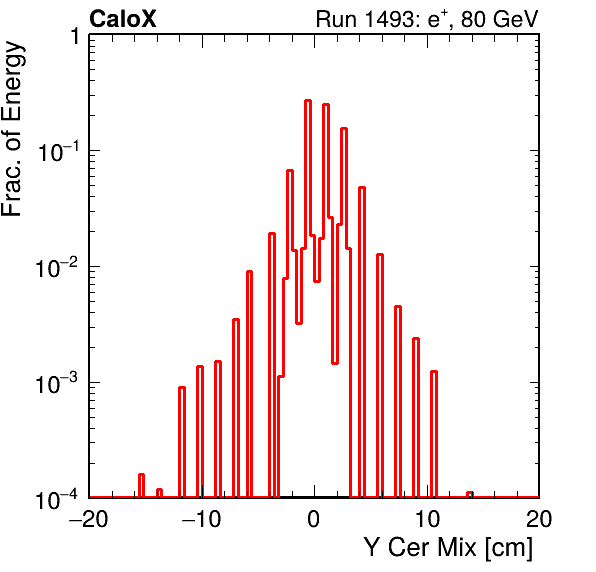 CaloX Run 1493: e⁺, 80 GeV
Frac. of Energy
1
10⁻¹
10⁻²
10⁻³
10⁻⁴
−20 −10 0 10 20
Y Cer Mix [cm]